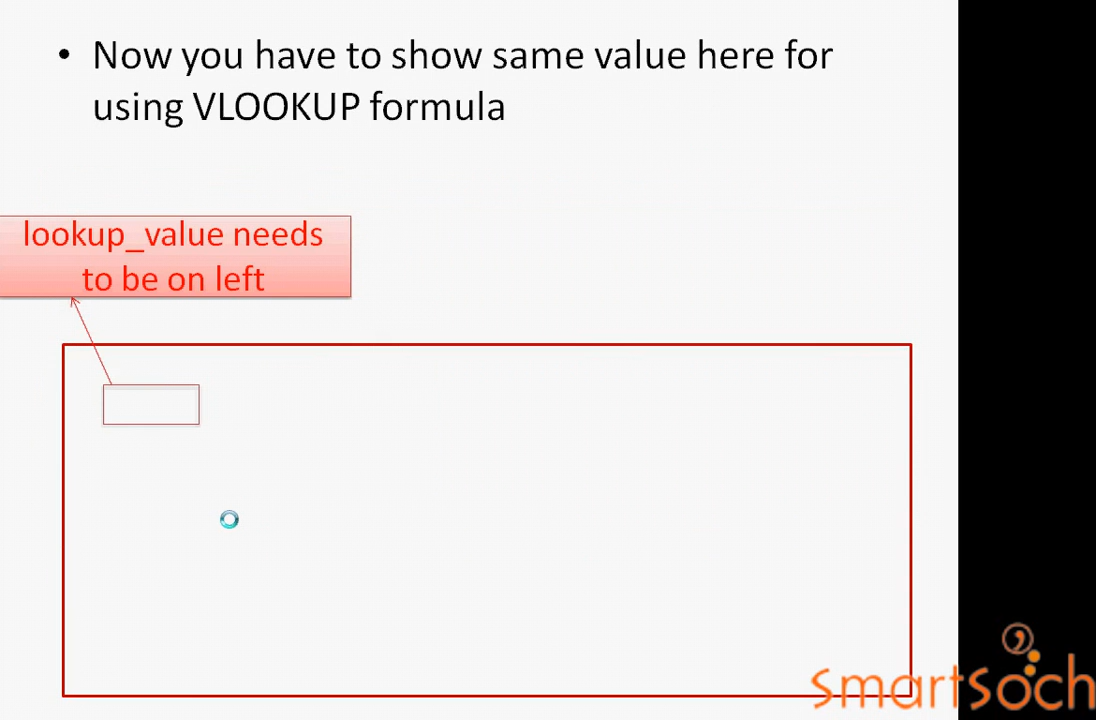 • Now you have to show same value here for
using VLOOKUP formula
lookup_value needs
to be on left
smartsoch